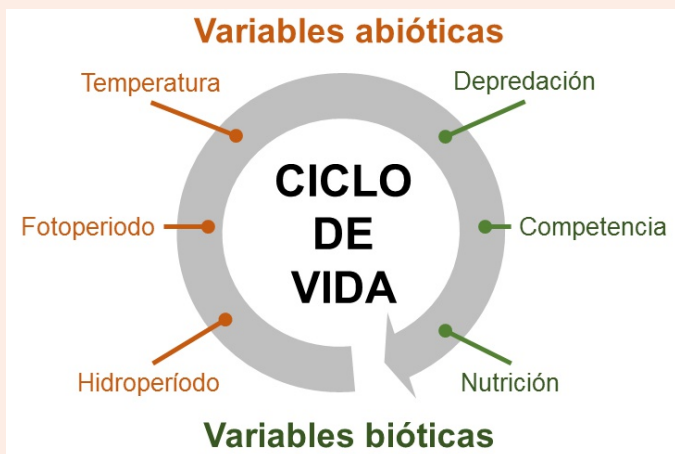 Variables abióticas
Temperatura
Depredación
CICLO
DE
VIDA
Fotoperiodo
Competencia
Hidroperíodo
Nutrición
Variables bióticas